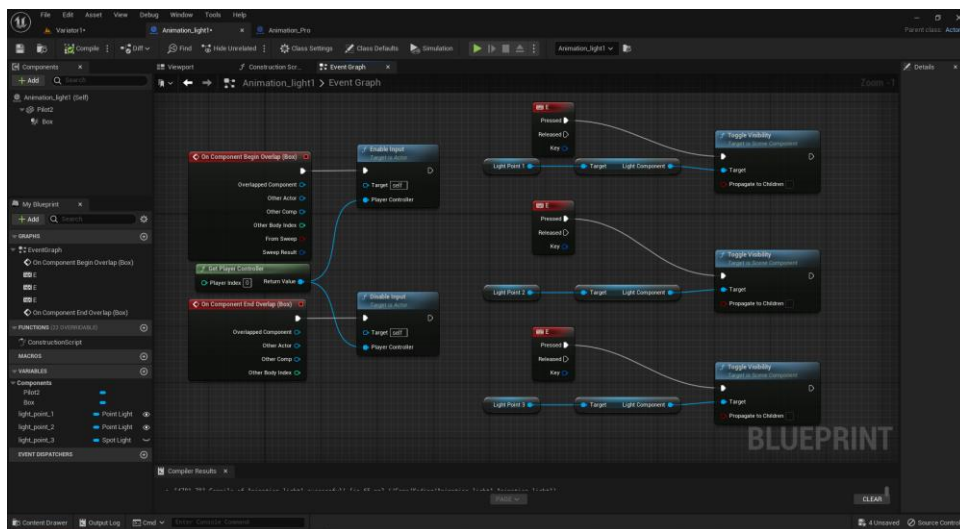 File Edit Asset View Debug Window Tools Help
Variator1• Animation_light1• Animation_Pro
Parent class: Actor
Compile Diff Find Hide Unrelated Class Settings Class Defaults Simulation Animation_light1
Components
+ Add Search
Animation_light1 (Self)
Pilot2
Box
My Blueprint
+ Add Search
GRAPHS
EventGraph
On Component Begin Overlap (Box)
E
E
E
On Component End Overlap (Box)
FUNCTIONS (22 OVERRIDABLE)
ConstructionScript
MACROS
VARIABLES
Components
Pilot2
Box
light_point_1 Point Light
light_point_2 Point Light
light_point_3 Spot Light
EVENT DISPATCHERS
Viewport Construction Scr... Event Graph
Animation_light1 > Event Graph
Zoom -1
On Component Begin Overlap (Box)
Overlapped Component
Other Actor
Other Comp
Other Body Index
From Sweep
Sweep Result
Get Player Controller
Player Index 0 Return Value
On Component End Overlap (Box)
Overlapped Component
Other Actor
Other Comp
Other Body Index
Enable Input
Target is Actor
Target self
Player Controller
Disable Input
Target is Actor
Target self
Player Controller
E
Pressed
Released
Key
Light Point 1 Target Light Component
Toggle Visibility
Target is Scene Component
Target
Propagate to Children
E
Pressed
Released
Key
Light Point 2 Target Light Component
Toggle Visibility
Target is Scene Component
Target
Propagate to Children
E
Pressed
Released
Key
Light Point 3 Target Light Component
Toggle Visibility
Target is Scene Component
Target
Propagate to Children
BLUEPRINT
Details
Compiler Results
PAGE
CLEAR
Content Drawer Output Log Cmd Enter Console Command
4 Unsaved Source Control